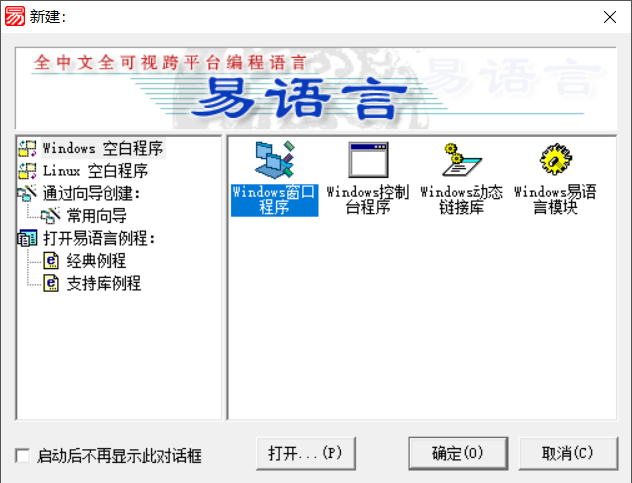 易 新建:
全中文全可视跨平台编程语言
易语言
易语言
Windows 空白程序
Linux 空白程序
通过向导创建:
常用向导
打开易语言例程:
经典例程
支持库例程
Windows窗口
程序
Windows控制
台程序
Windows动态
链接库
Windows易语
言模块
启动后不再显示此对话框
打开...(P)
确定(O)
取消(C)